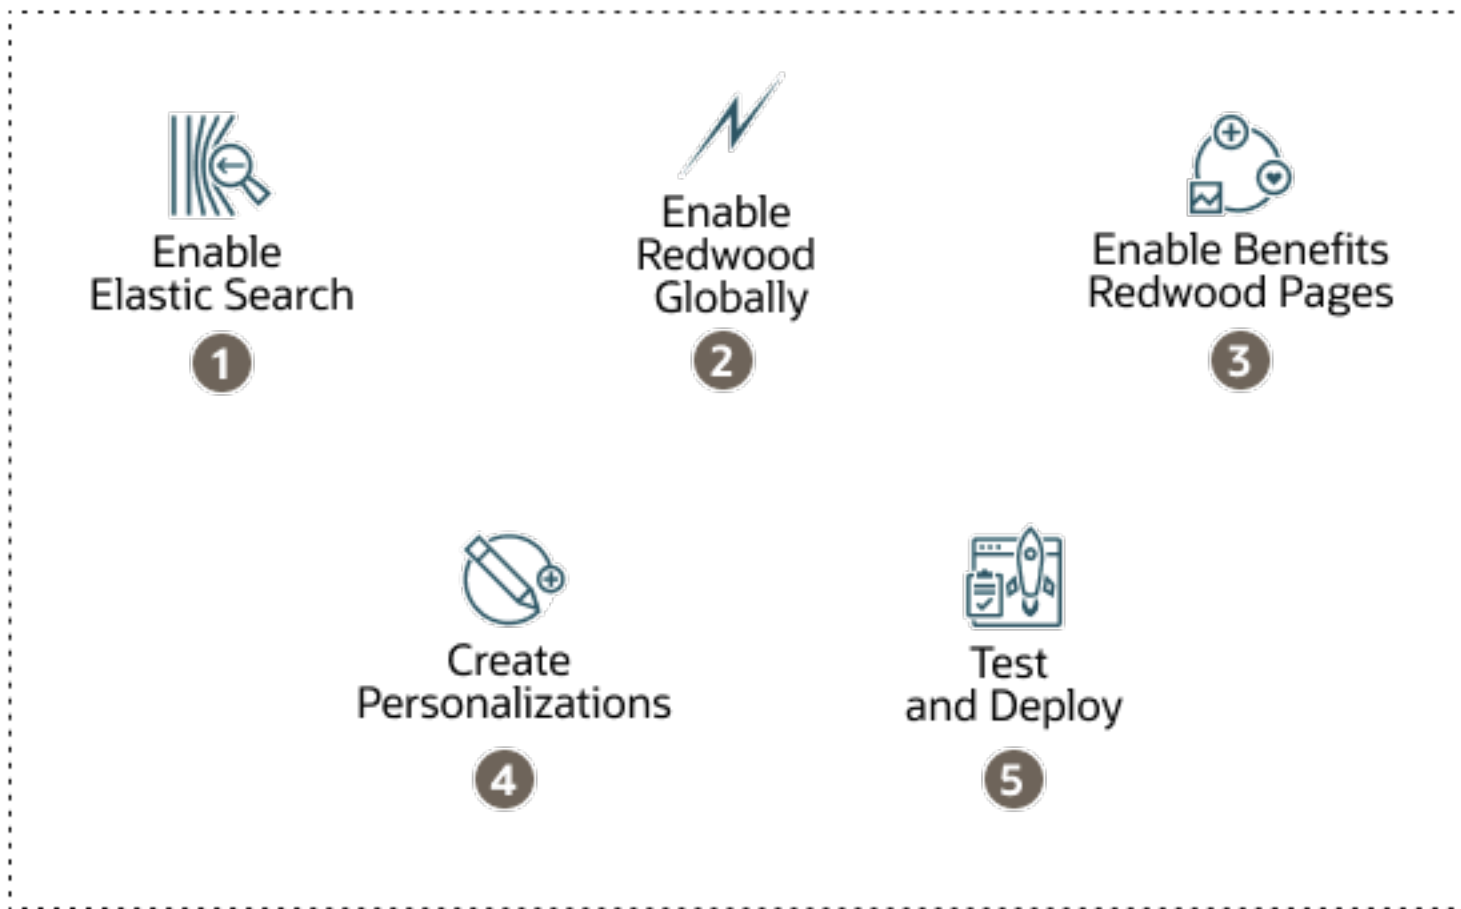 Enable
Elastic Search
1
Enable
Redwood
Globally
2
Enable Benefits
Redwood Pages
3
Create
Personalizations
4
Test
and Deploy
5